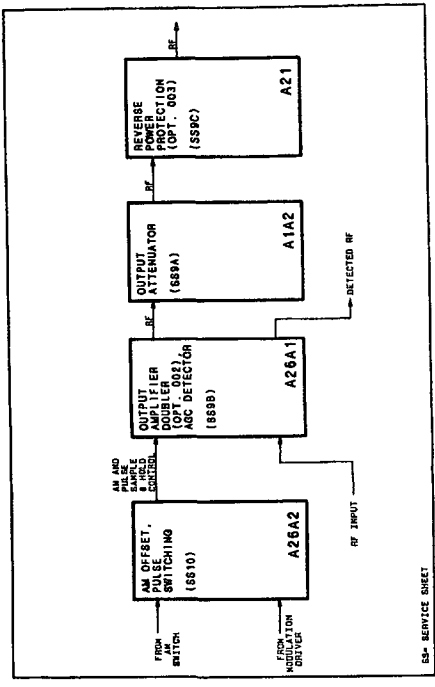 FROM
AM
SWITCH
FROM
MODULATION
DRIVER
AM OFFSET,
PULSE
SWITCHING
(SS10)
A26A2
AM AND
PULSE
SAMPLE
& HOLD
CONTROL
RF INPUT
OUTPUT
AMPLIFIER
DOUBLER
(OPT. 002),
AGC DETECTOR
(SS9B)
A26A1
RF
DETECTED RF
OUTPUT
ATTENUATOR
(SS9A)
A1A2
RF
REVERSE
POWER
PROTECTION
(OPT. 003)
(SS9C)
A21
RF
SS= SERVICE SHEET